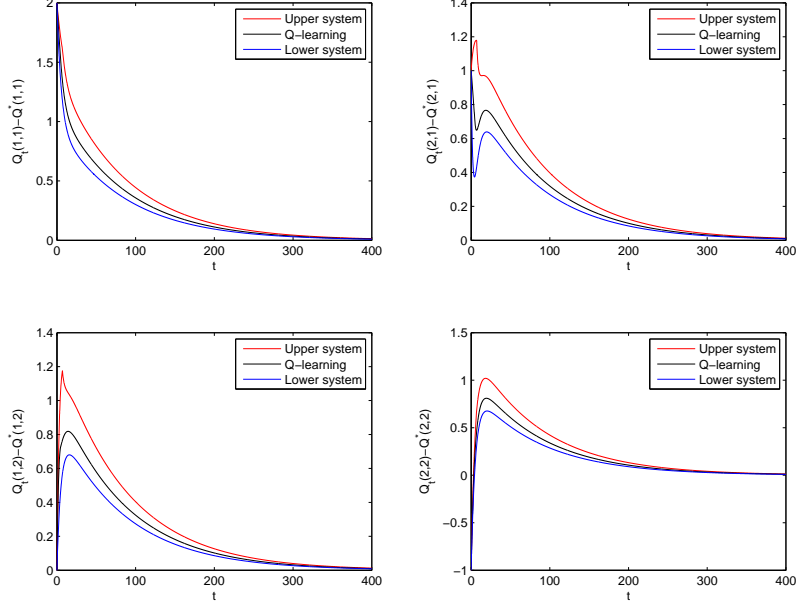 2
1.5
1
0.5
0
0
100
200
300
400
t
Q_t(1,1)−Q^*(1,1)
Upper system
Q−learning
Lower system
1.4
1.2
1
0.8
0.6
0.4
0.2
0
0
100
200
300
400
t
Q_t(2,1)−Q^*(2,1)
Upper system
Q−learning
Lower system
1.4
1.2
1
0.8
0.6
0.4
0.2
0
0
100
200
300
400
t
Q_t(1,2)−Q^*(1,2)
Upper system
Q−learning
Lower system
1.5
1
0.5
0
−0.5
−1
0
100
200
300
400
t
Q_t(2,2)−Q^*(2,2)
Upper system
Q−learning
Lower system